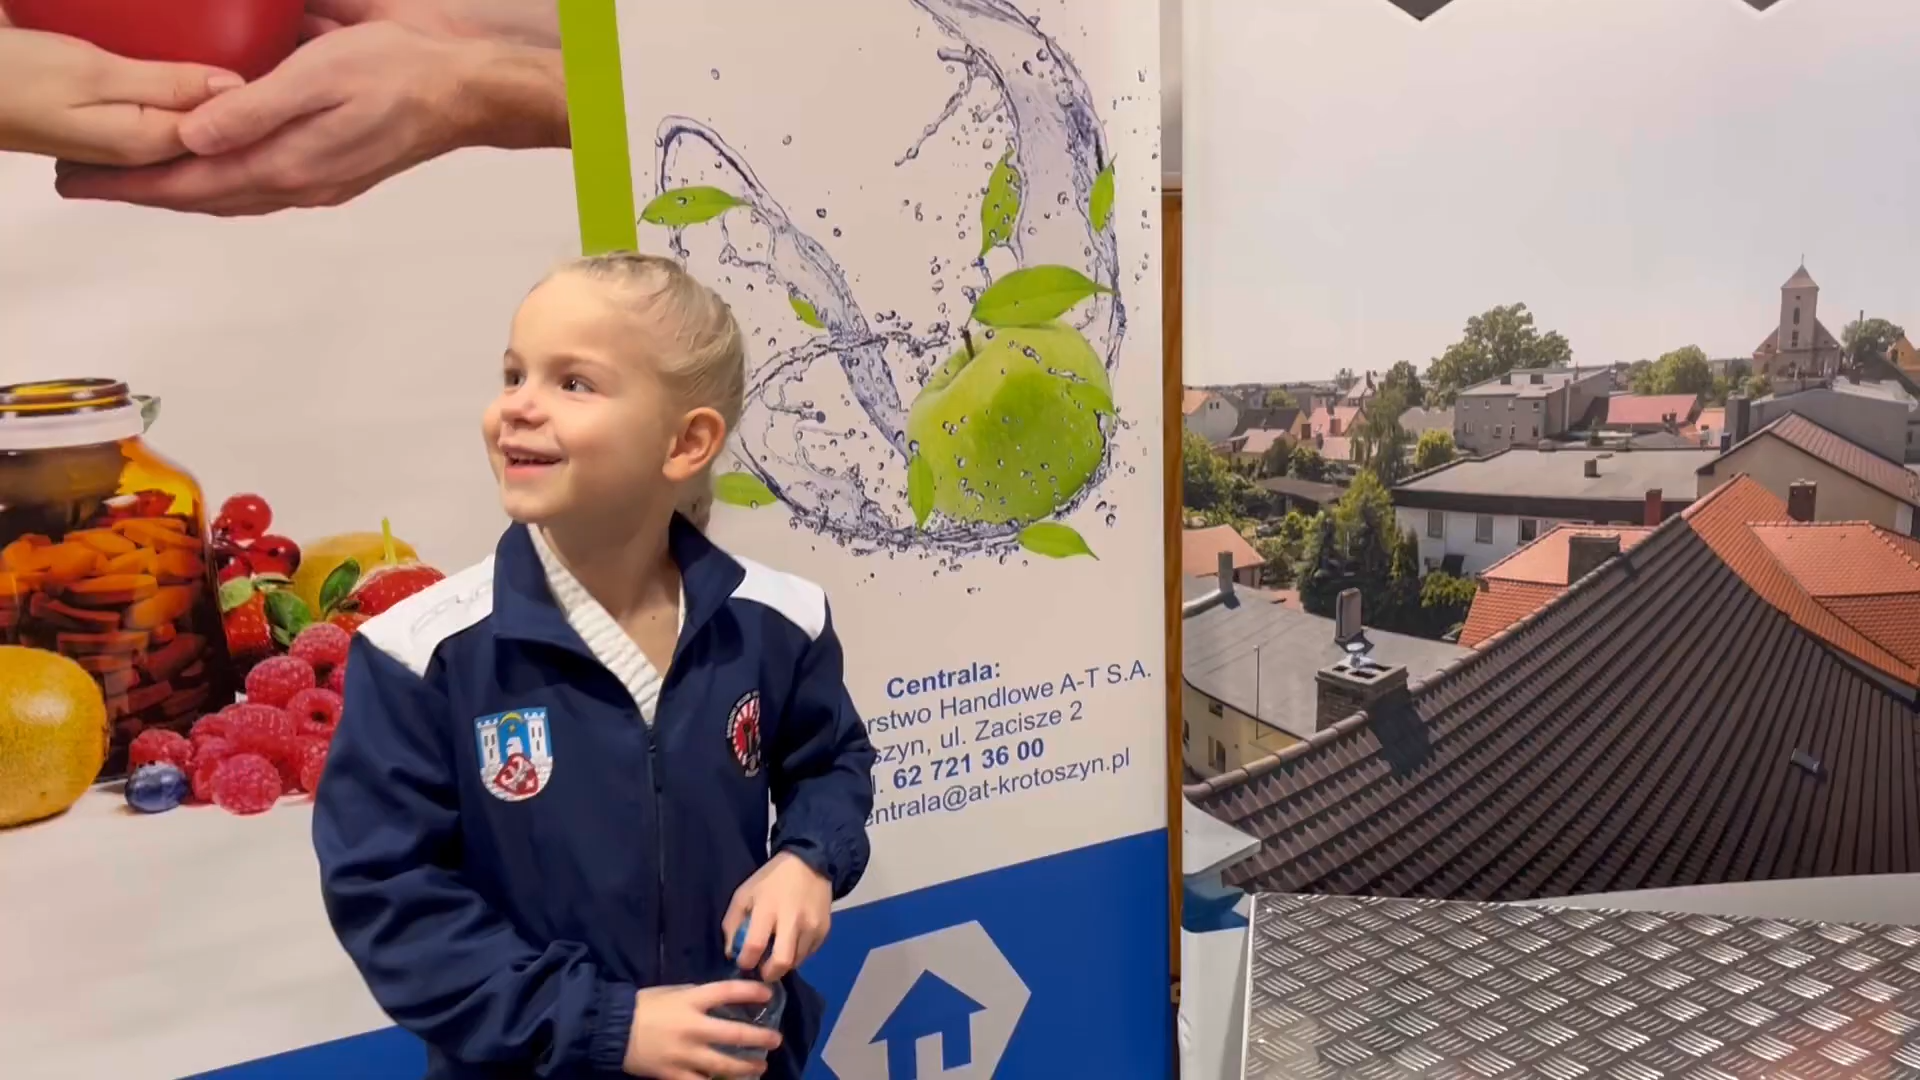 Centrala:
rstwo Handlowe A-T S.A.
szyn, ul. Zacisze 2
l. 62 721 36 00
entrala@at-krotoszyn.pl